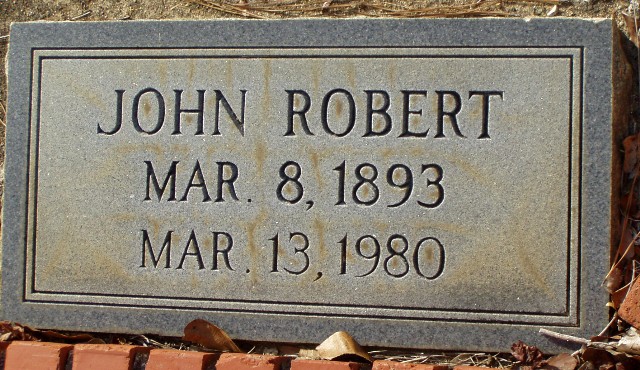 JOHN ROBERT
MAR. 8, 1893
MAR. 13, 1980